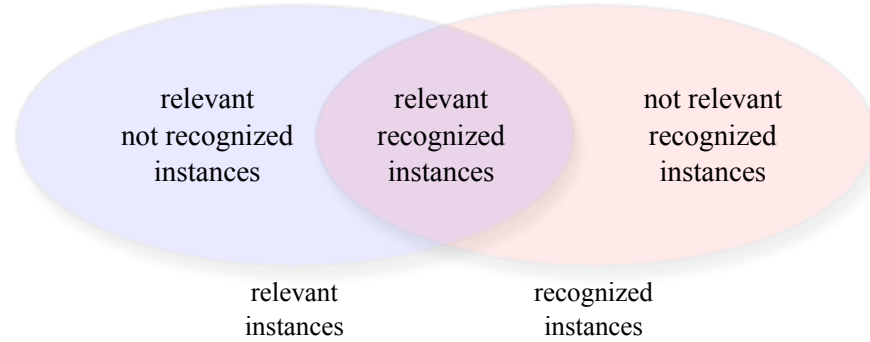 relevant
not recognized
instances
relevant
recognized
instances
not relevant
recognized
instances
relevant
instances
recognized
instances